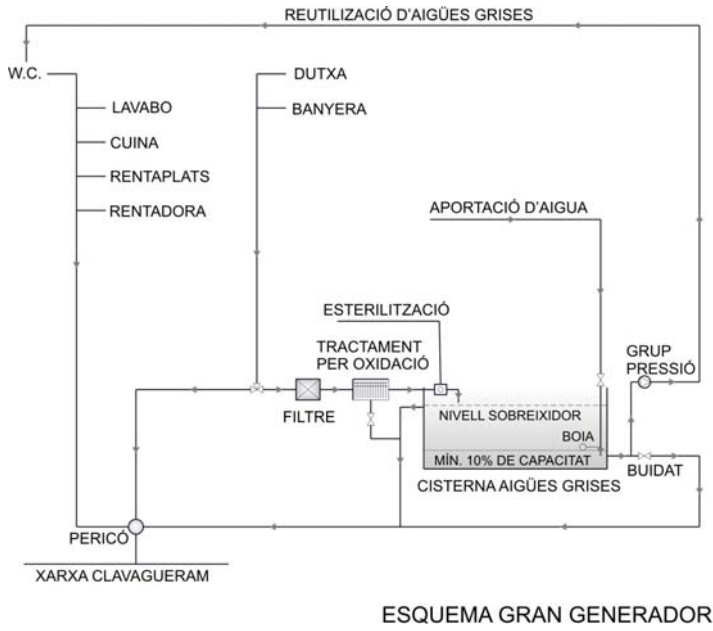 REUTILIZACIÓ D'AIGÜES GRISES
W.C.
DUTXA
LAVABO
BANYERA
CUINA
RENTAPLATS
RENTADORA
APORTACIÓ D'AIGUA
ESTERILITZACIÓ
TRACTAMENT
PER OXIDACIÓ
GRUP
PRESSIÓ
FILTRE
NIVELL SOBREIXIDOR
BOIA
MÍN. 10% DE CAPACITAT
BUIDAT
CISTERNA AIGÜES GRISES
PERICÓ
XARXA CLAVAGUERAM
ESQUEMA GRAN GENERADOR